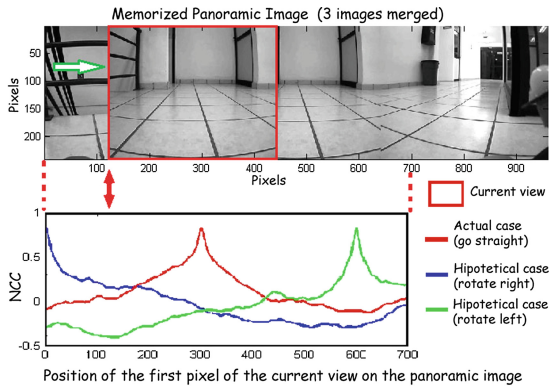 Memorized Panoramic Image (3 images merged)
0
50
100
150
200
Pixels
0 100 200 300 400 500 600 700 800 900
Pixels
Current view
1
0.5
0
-0.5
NCC
Actual case
(go straight)
Hipotetical case
(rotate right)
Hipotetical case
(rotate left)
0 100 200 300 400 500 600 700
Position of the first pixel of the current view on the panoramic image